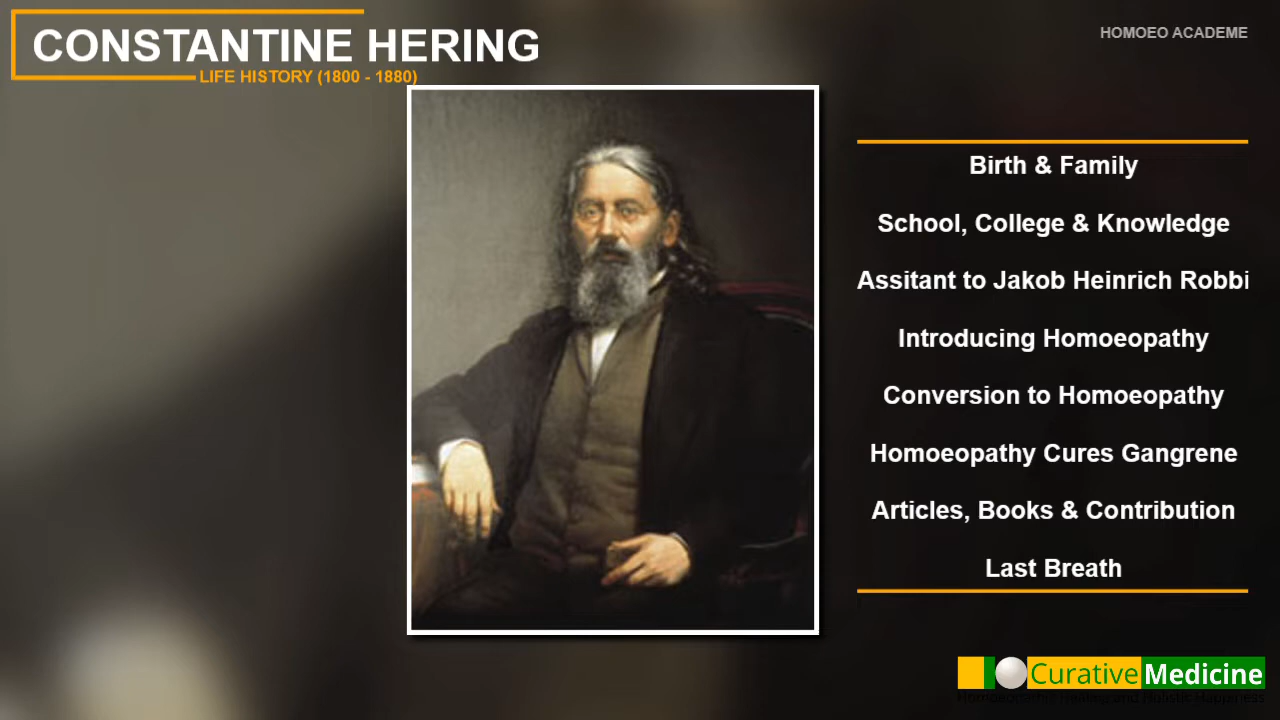 CONSTANTINE HERING
LIFE HISTORY (1800 - 1880)
HOMOEO ACADEME
Birth & Family
School, College & Knowledge
Assitant to Jakob Heinrich Robbi
Introducing Homoeopathy
Conversion to Homoeopathy
Homoeopathy Cures Gangrene
Articles, Books & Contribution
Last Breath
Curative Medicine